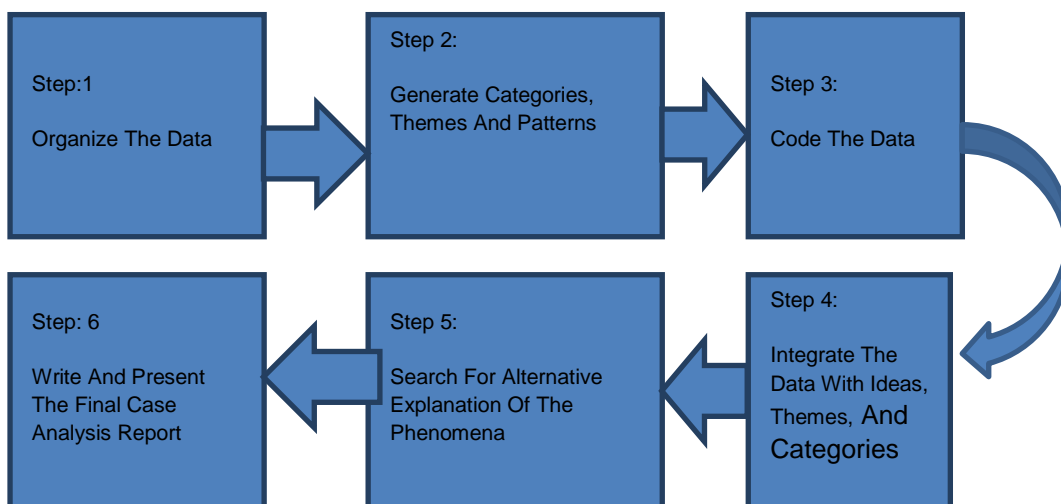 Step:1
Organize The Data
Step 2:
Generate Categories,
Themes And Patterns
Step 3:
Code The Data
Step 4:
Integrate The
Data With Ideas,
Themes, And
Categories
Step 5:
Search For Alternative
Explanation Of The
Phenomena
Step: 6
Write And Present
The Final Case
Analysis Report